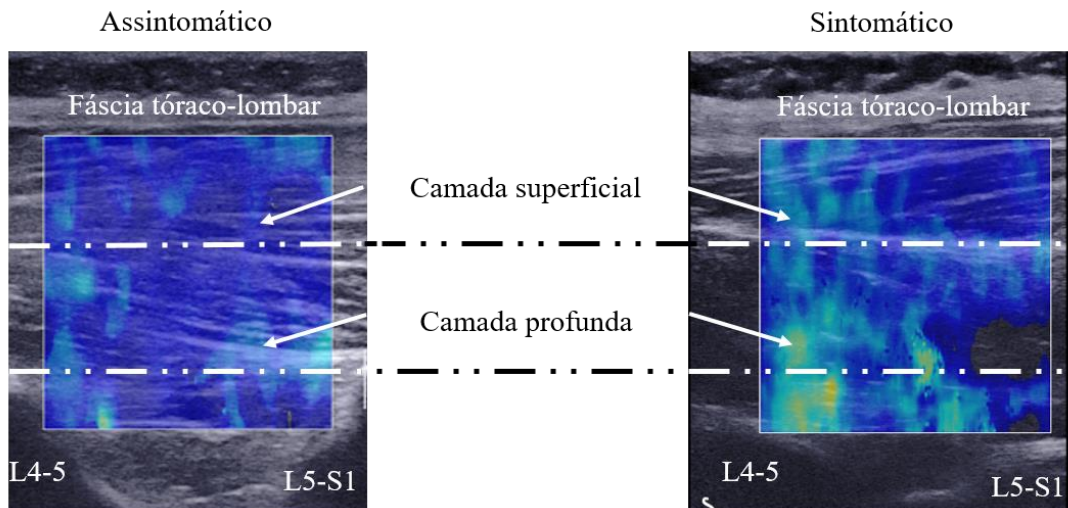 Assintomático
Sintomático
Fáscia tóraco-lombar
Fáscia tóraco-lombar
Camada superficial
Camada profunda
L4-5
L5-S1
L4-5
L5-S1